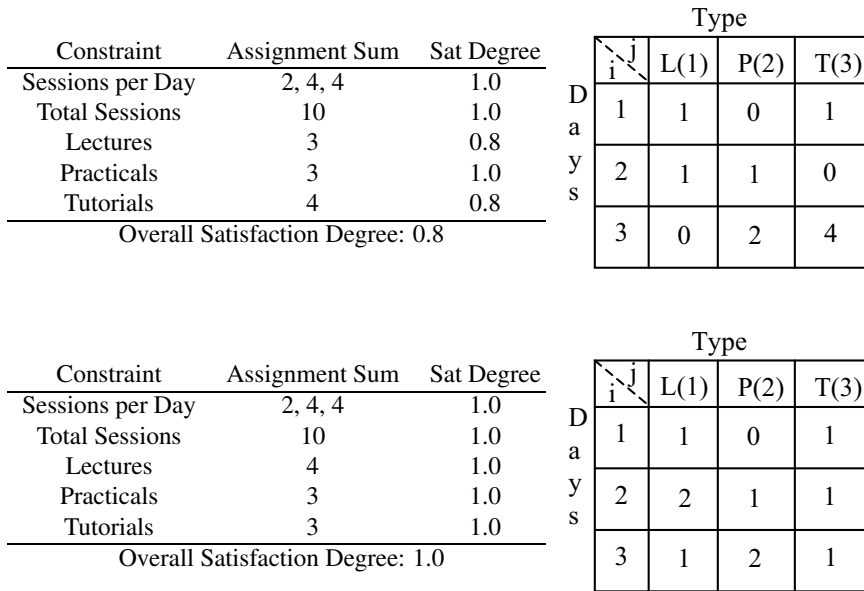 Constraint Assignment Sum Sat Degree
Sessions per Day 2, 4, 4 1.0
Total Sessions 10 1.0
Lectures 3 0.8
Practicals 3 1.0
Tutorials 4 0.8
Overall Satisfaction Degree: 0.8
Type
Days
i j L(1) P(2) T(3)
1 1 0 1
2 1 1 0
3 0 2 4
Constraint Assignment Sum Sat Degree
Sessions per Day 2, 4, 4 1.0
Total Sessions 10 1.0
Lectures 4 1.0
Practicals 3 1.0
Tutorials 3 1.0
Overall Satisfaction Degree: 1.0
Type
Days
i j L(1) P(2) T(3)
1 1 0 1
2 2 1 1
3 1 2 1